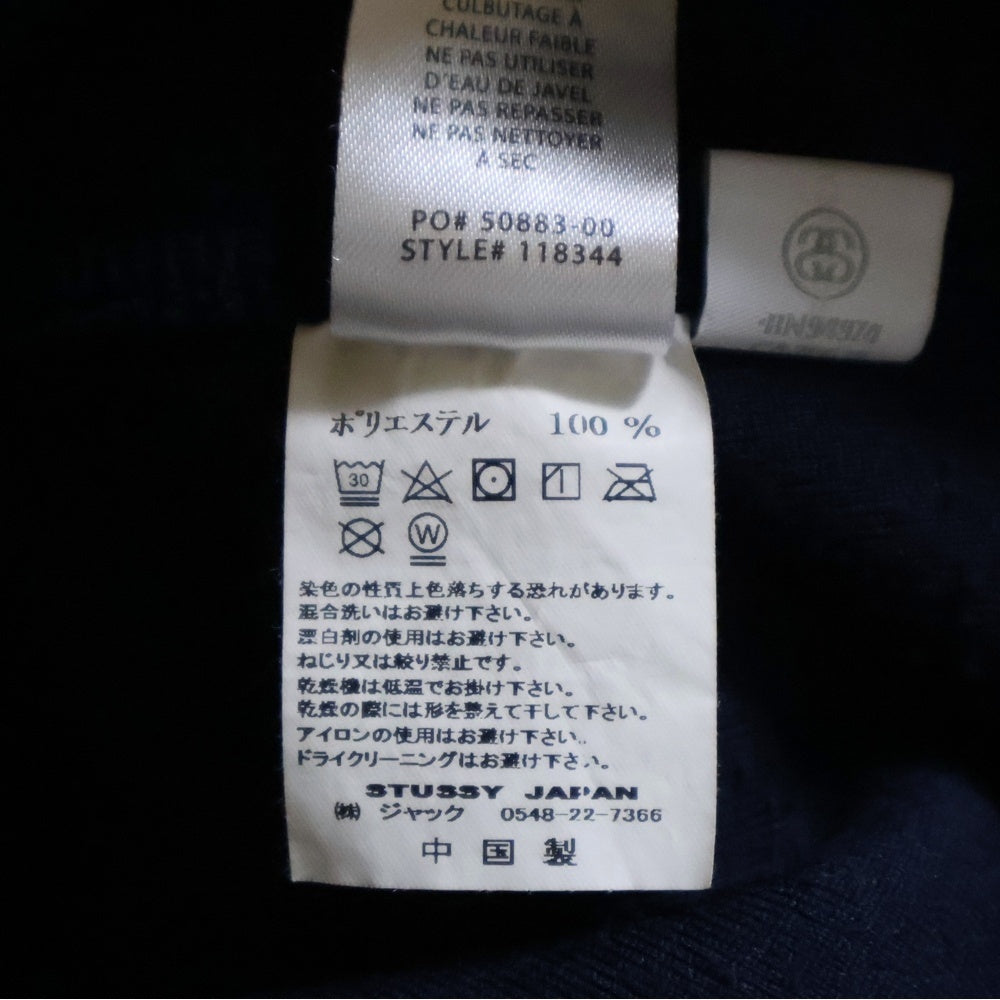 CULBUTAGE À
CHALEUR FAIBLE
NE PAS UTILISER
D'EAU DE JAVEL
NE PAS REPASSER
NE PAS NETTOYER
À SEC
PO# 50883-00
STYLE# 118344
ポリエステル 100 %
30
W
染色の性質上色落ちする恐れがあります。
混合洗いはお避け下さい。
漂白剤の使用はお避け下さい。
ねじり又は絞り禁止です。
乾燥機は低温でお掛け下さい。
乾燥の際には形を整えて干して下さい。
アイロンの使用はお避け下さい。
ドライクリーニングはお避け下さい。
STUSSY JAPAN
㈱ ジャック 0548-22-7366
中国製